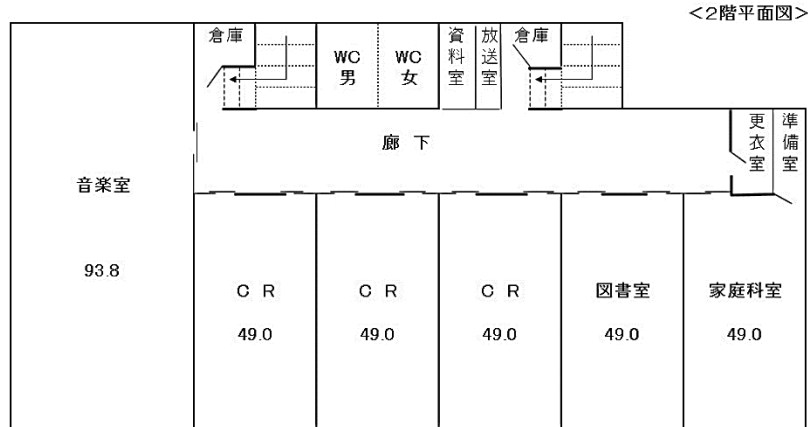 <2階平面図>
倉庫
WC
男
WC
女
資料室
放送室
倉庫
廊 下
更衣室
準備室
音楽室
93.8
C R
49.0
C R
49.0
C R
49.0
図書室
49.0
家庭科室
49.0